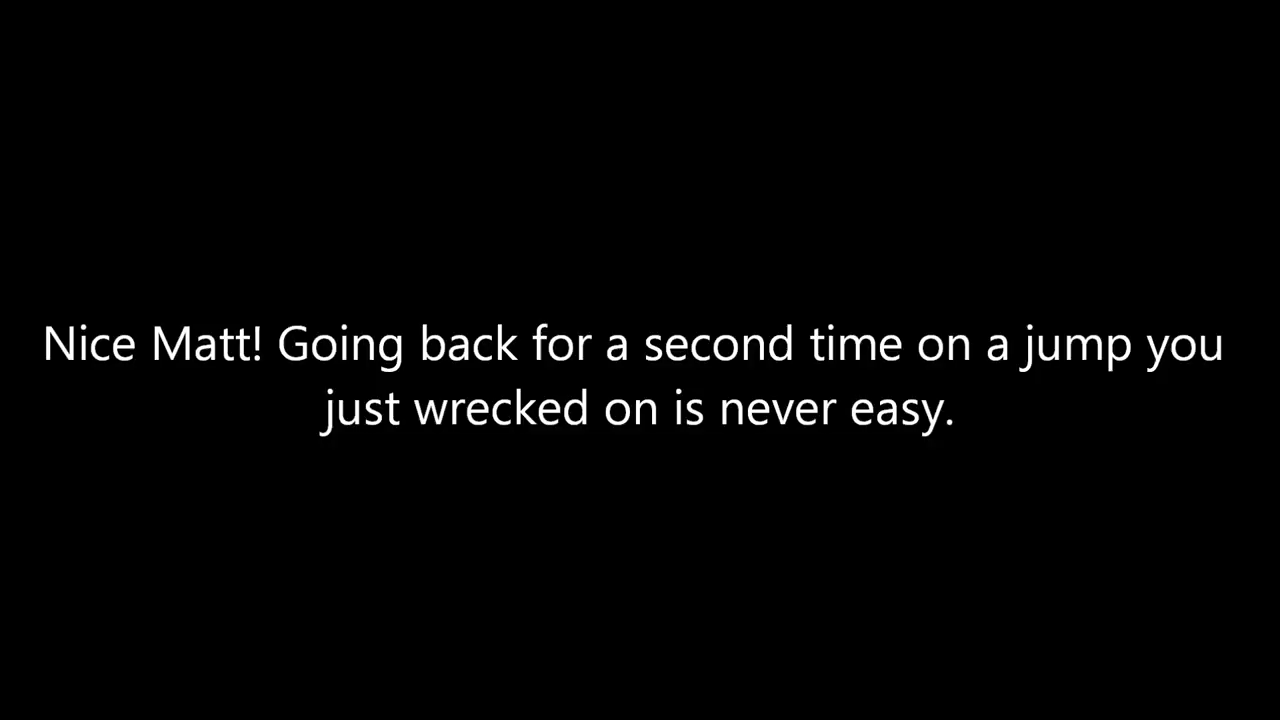 Nice Matt! Going back for a second time on a jump you
just wrecked on is never easy.